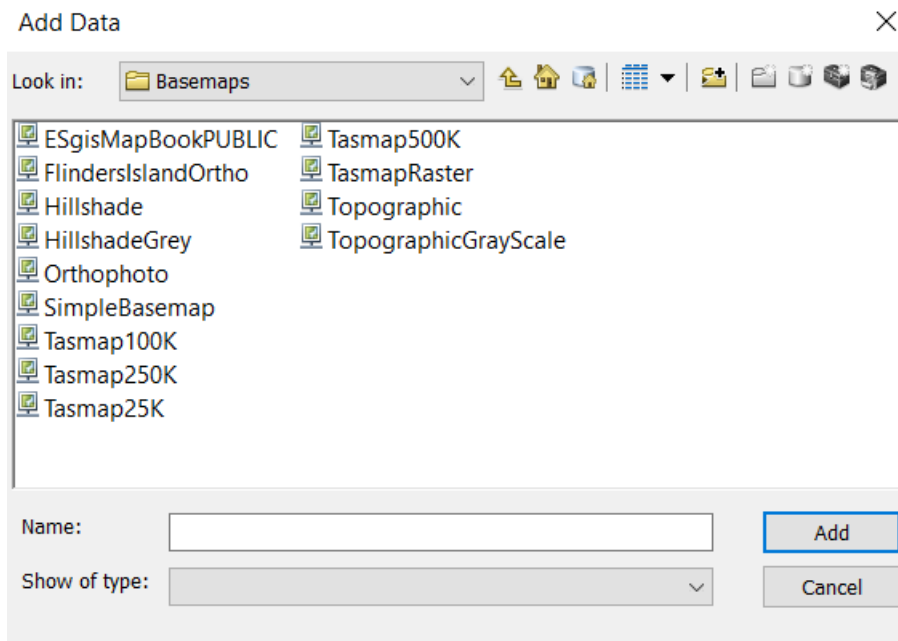 Add Data
Look in:
Basemaps
ESgisMapBookPUBLIC
FlindersIslandOrtho
Hillshade
HillshadeGrey
Orthophoto
SimpleBasemap
Tasmap100K
Tasmap250K
Tasmap25K
Tasmap500K
TasmapRaster
Topographic
TopographicGrayScale
Name:
Add
Show of type:
Cancel